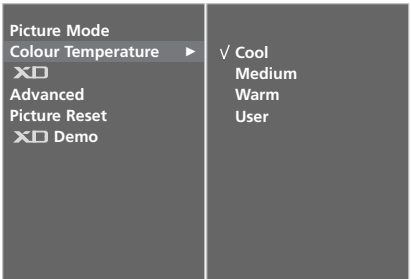 Picture Mode
Colour Temperature ►
XD
Advanced
Picture Reset
XD Demo
√ Cool
Medium
Warm
User